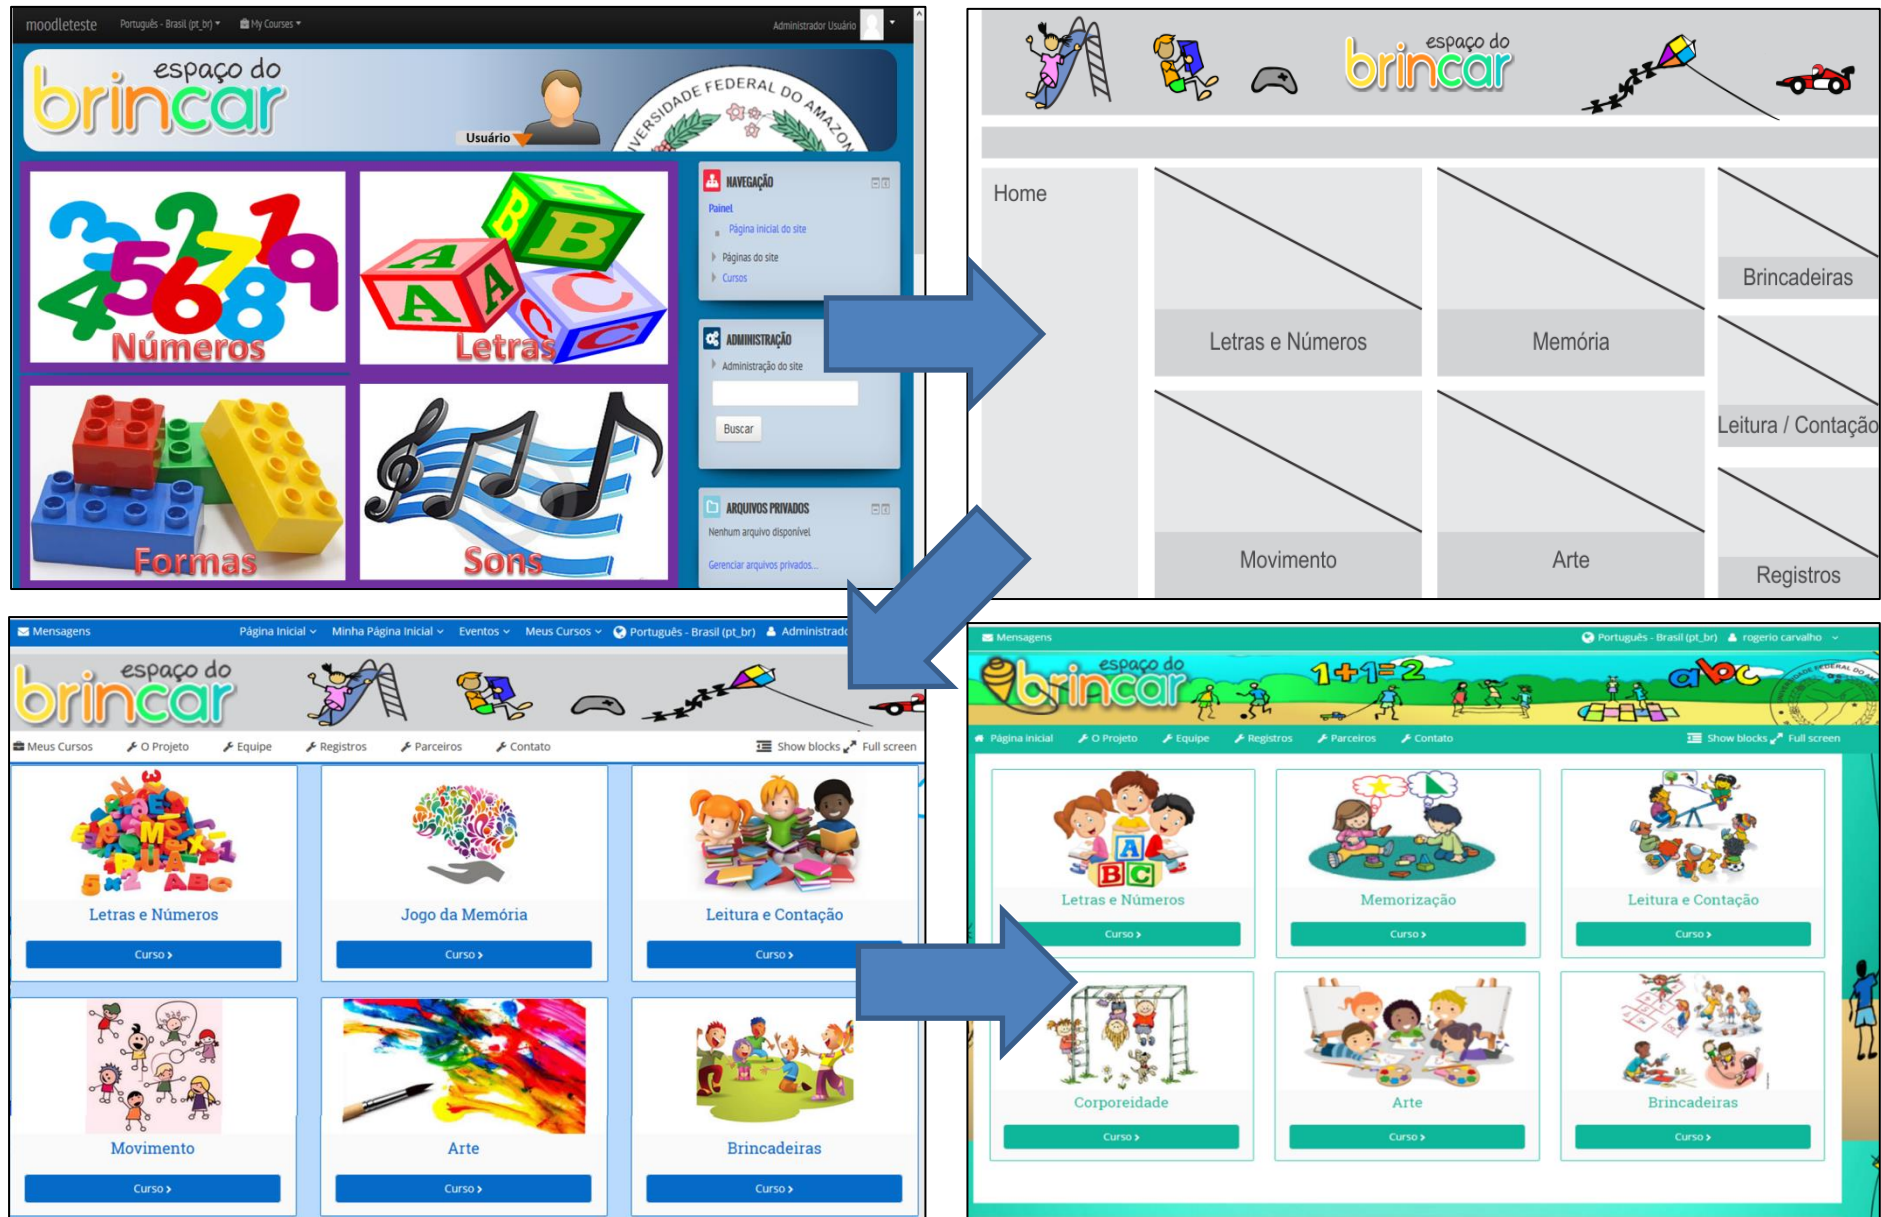 moodleteste Português - Brasil (pt_br) My Courses Administrador Usuário
espaço do
brincar
Usuário
UNIVERSIDADE FEDERAL DO AMAZON
Números
Letras
Formas
Sons
NAVEGAÇÃO
Painel
Página inicial do site
Páginas do site
Cursos
ADMINISTRAÇÃO
Administração do site
Buscar
ARQUIVOS PRIVADOS
Nenhum arquivo disponível
Gerenciar arquivos privados...
espaço do
brincar
Home
Letras e Números
Memória
Brincadeiras
Leitura / Contação
Movimento
Arte
Registros
Mensagens Página Inicial Minha Página Inicial Eventos Meus Cursos Português - Brasil (pt_br) Administrado
espaço do
brincar
Meus Cursos O Projeto Equipe Registros Parceiros Contato Show blocks Full screen
Letras e Números Jogo da Memória Leitura e Contação
Curso > Curso > Curso >
Movimento Arte Brincadeiras
Curso > Curso > Curso >
Mensagens Português - Brasil (pt_br) rogerio carvalho
espaço do
brincar
1+1=2
abc
Página inicial O Projeto Equipe Registros Parceiros Contato Show blocks Full screen
A
B C
Letras e Números Memorização Leitura e Contação
Curso > Curso > Curso >
Corporeidade Arte Brincadeiras
Curso > Curso > Curso >